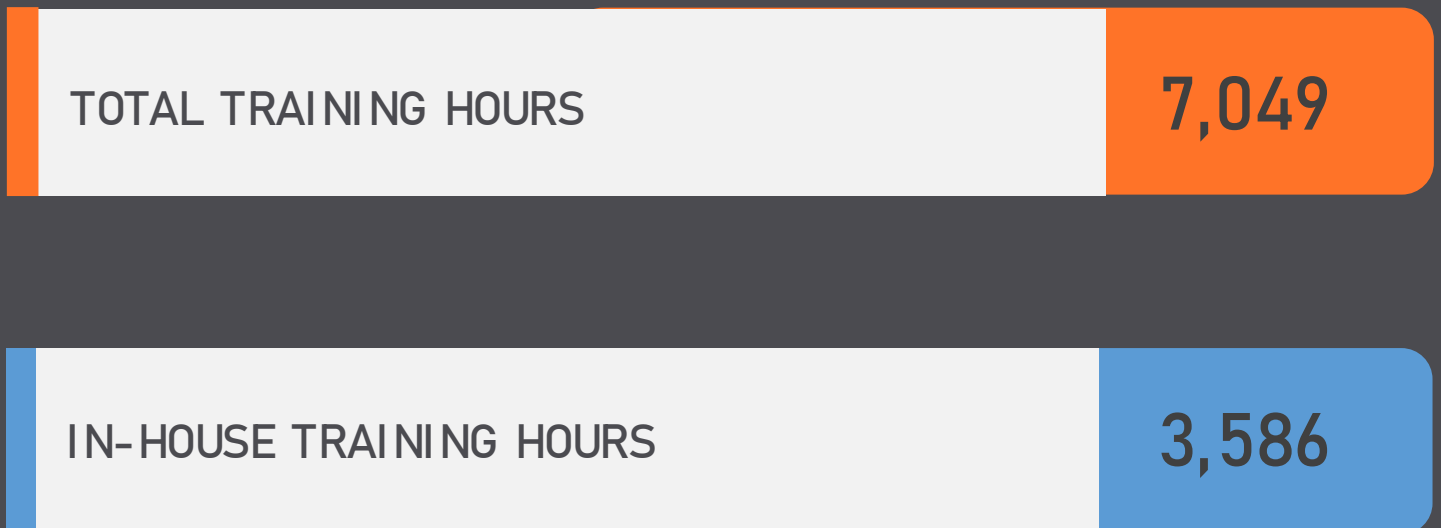 TOTAL TRAINING HOURS 7,049
IN-HOUSE TRAINING HOURS 3,586